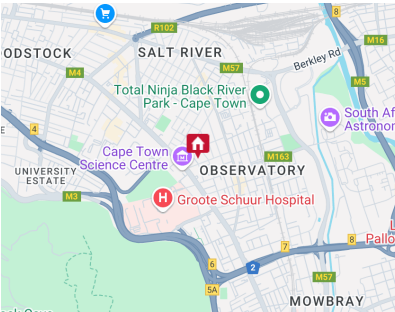 R102
8
M16
ODSTOCK
SALT RIVER
M57
Berkley Rd
M4
M5
Total Ninja Black River
Park - Cape Town
South Af
Astronom
4
Cape Town
Science Centre
M163
UNIVERSITY
ESTATE
OBSERVATORY
M3
H
Groote Schuur Hospital
L
Pallo
7
8
6
2
5A
M57
MOWBRAY